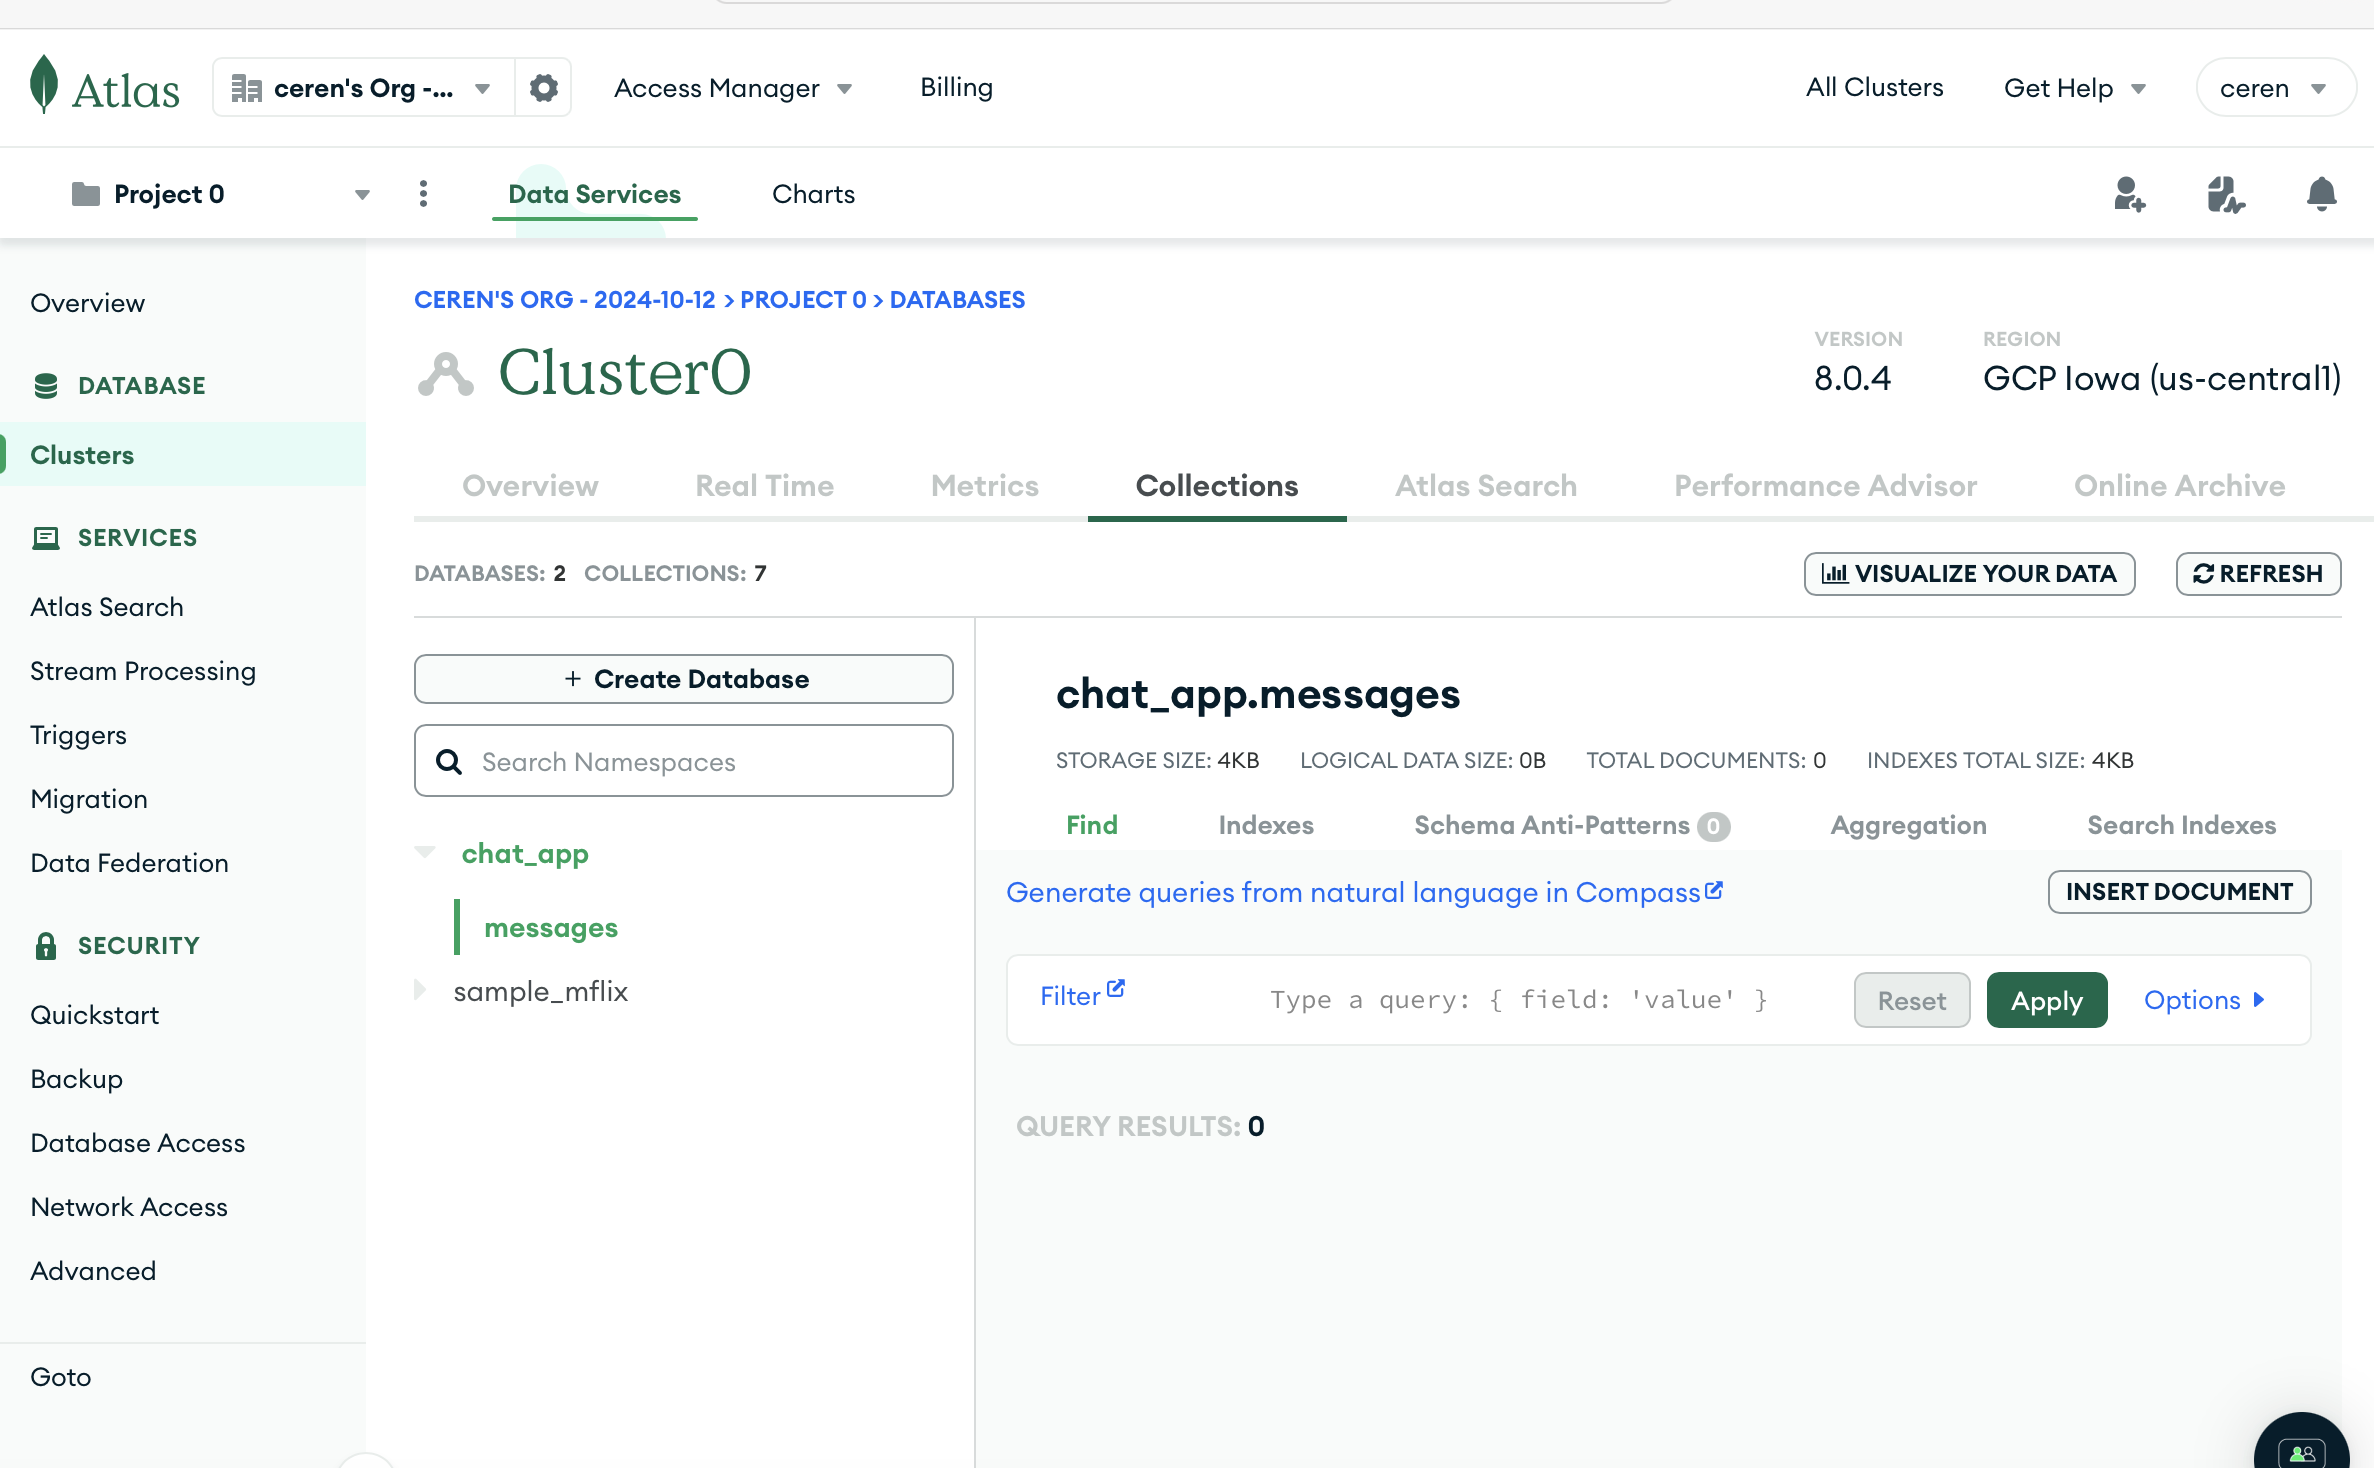 Atlas
ceren's Org -...
Access Manager
Billing
All Clusters
Get Help
ceren
Project 0
Data Services
Charts
Overview
DATABASE
Clusters
SERVICES
Atlas Search
Stream Processing
Triggers
Migration
Data Federation
SECURITY
Quickstart
Backup
Database Access
Network Access
Advanced
Goto
CEREN'S ORG - 2024-10-12 > PROJECT 0 > DATABASES
Cluster0
VERSION
8.0.4
REGION
GCP Iowa (us-central1)
Overview
Real Time
Metrics
Collections
Atlas Search
Performance Advisor
Online Archive
DATABASES: 2 COLLECTIONS: 7
VISUALIZE YOUR DATA
REFRESH
+ Create Database
Search Namespaces
chat_app
messages
sample_mflix
chat_app.messages
STORAGE SIZE: 4KB LOGICAL DATA SIZE: 0B TOTAL DOCUMENTS: 0 INDEXES TOTAL SIZE: 4KB
Find
Indexes
Schema Anti-Patterns 0
Aggregation
Search Indexes
Generate queries from natural language in Compass
INSERT DOCUMENT
Filter
Type a query: { field: 'value' }
Reset
Apply
Options
QUERY RESULTS: 0